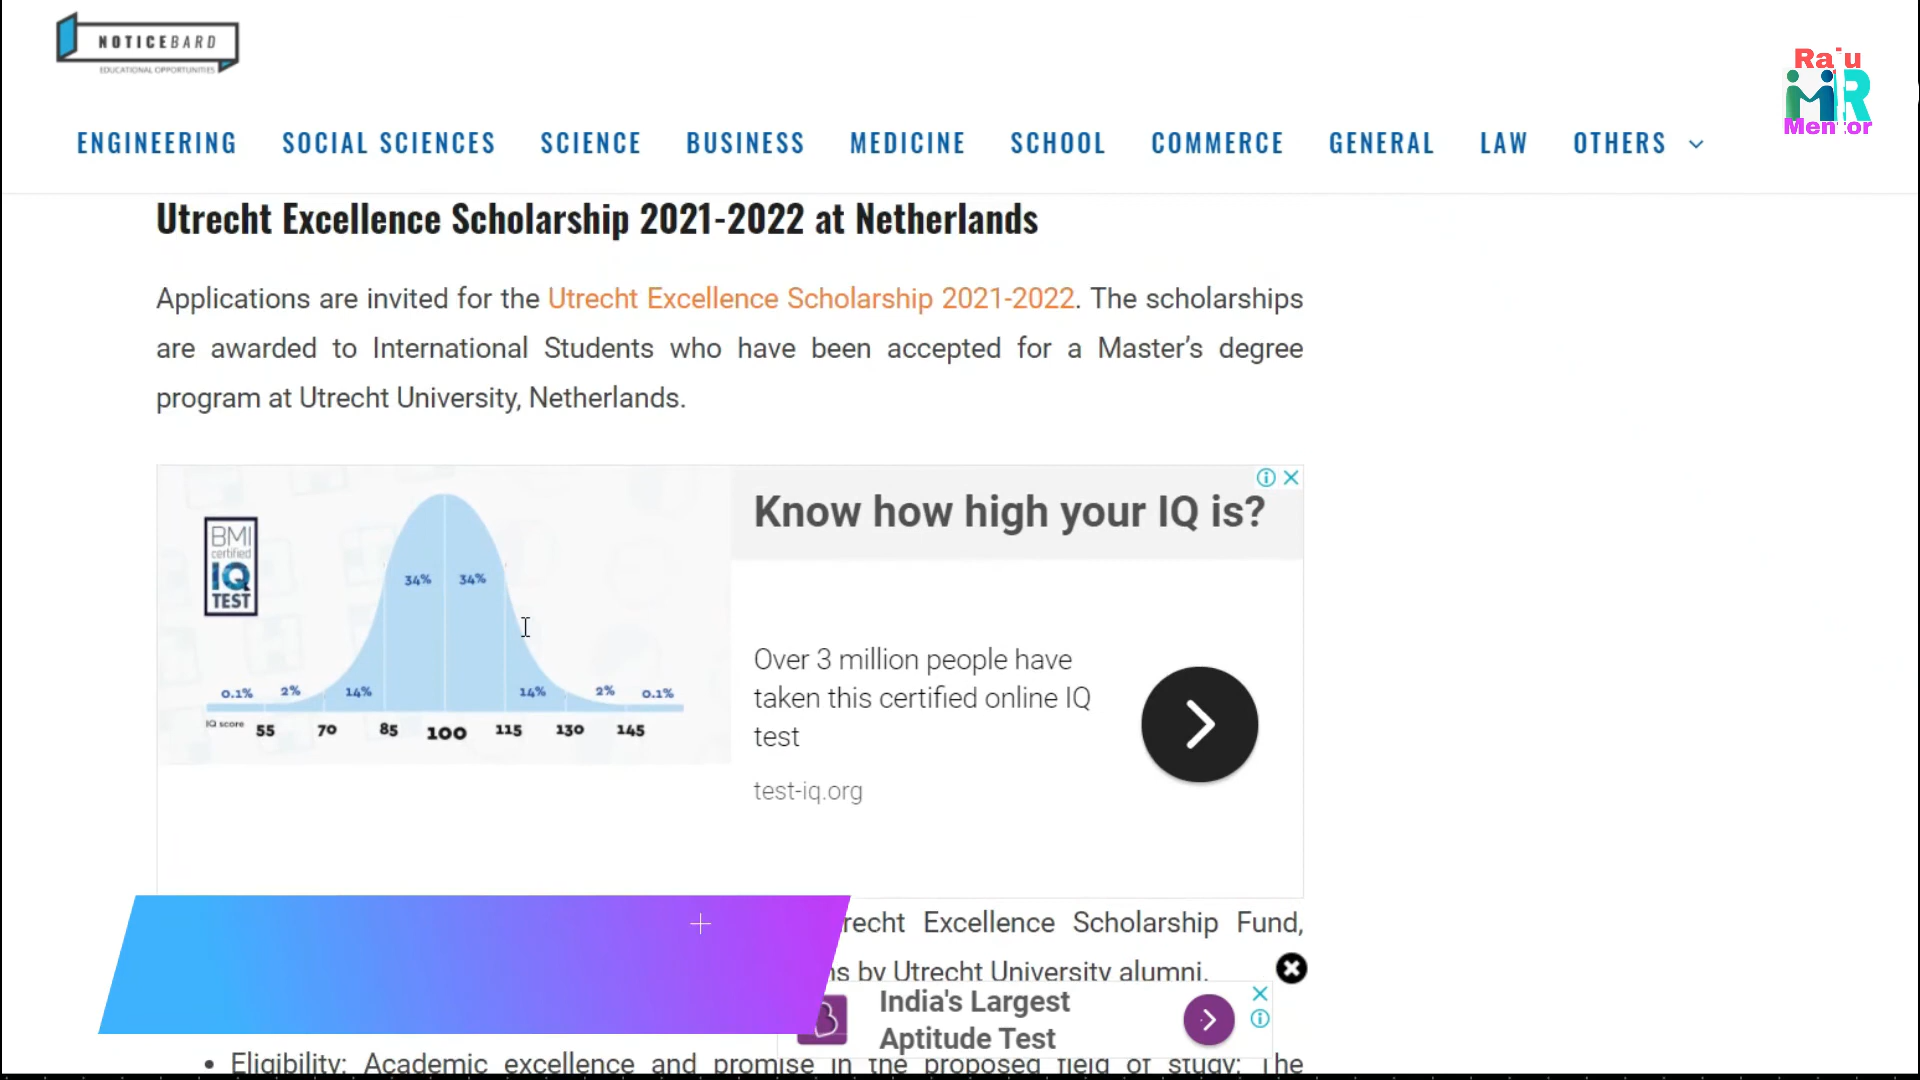 NOTICEBARD
EDUCATIONAL OPPORTUNITIES
Raju
MR
Mentor
ENGINEERING SOCIAL SCIENCES SCIENCE BUSINESS MEDICINE SCHOOL COMMERCE GENERAL LAW OTHERS
Utrecht Excellence Scholarship 2021-2022 at Netherlands
Applications are invited for the Utrecht Excellence Scholarship 2021-2022. The scholarships
are awarded to International Students who have been accepted for a Master's degree
program at Utrecht University, Netherlands.
BMI
certified
IQ
TEST
34% 34%
0.1% 2% 14% 14% 2% 0.1%
IQ score 55 70 85 100 115 130 145
Know how high your IQ is?
Over 3 million people have
taken this certified online IQ
test
test-iq.org
Excellence Scholarship Fund,
by Utrecht University alumni.
India's Largest
Aptitude Test
• Eligibility: Academic excellence and promise in the proposed field of study; The